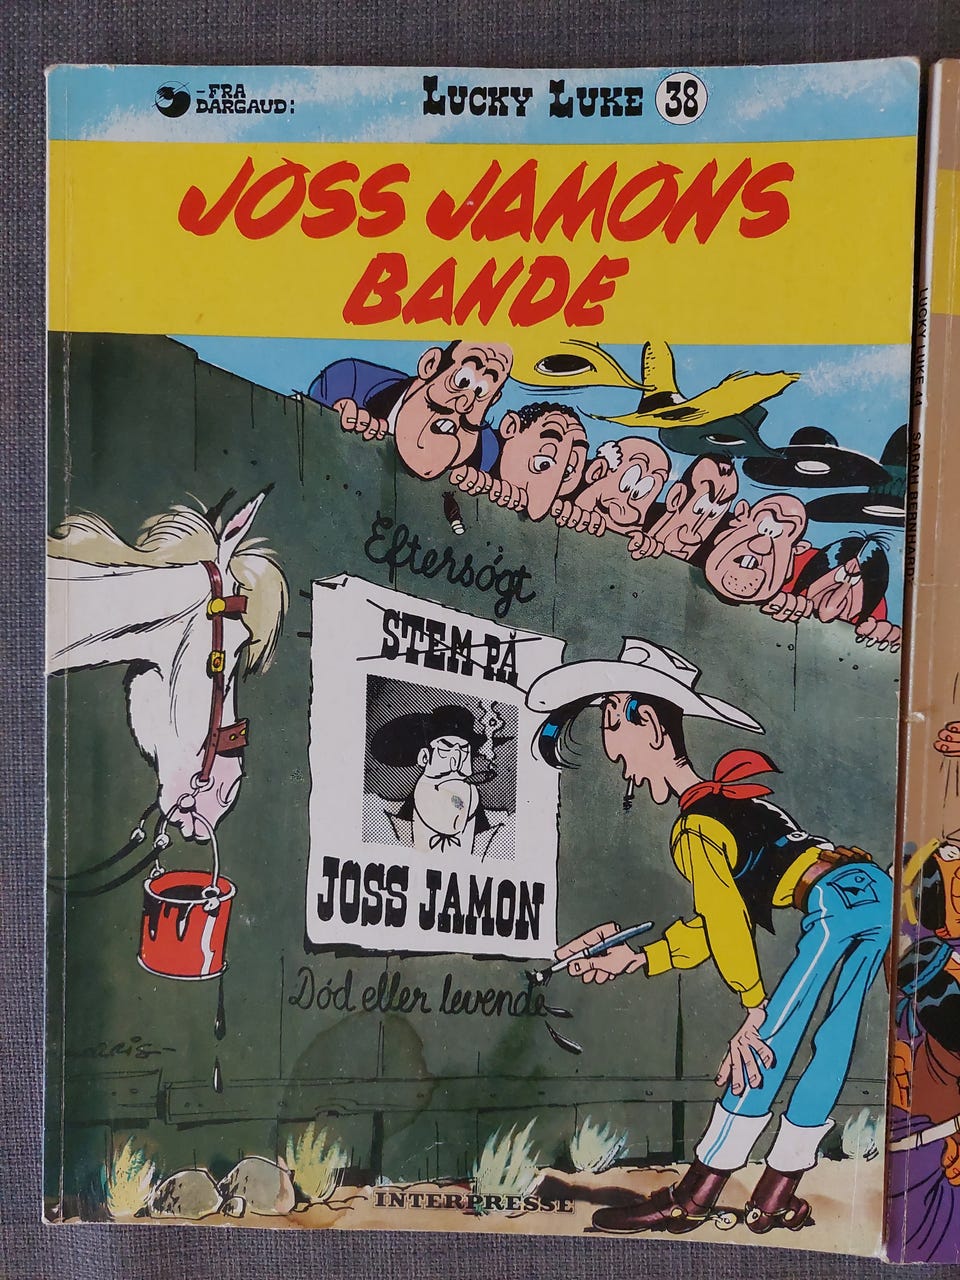 -FRA
DARGAUD:
LUCKY LUKE 38
JOSS JAMONS
BANDE
Eftersøgt
STEM PÅ
JOSS JAMON
Død eller levende
INTERPRESSE
LUCKY LUKE 44 SARAH BERNHARDT